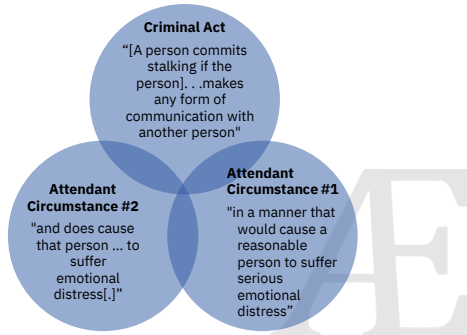 Criminal Act
“[A person commits
stalking if the
person]. . .makes
any form of
communication with
another person"
Attendant
Circumstance #2
"and does cause
that person ... to
suffer
emotional
distress[.]”
Attendant
Circumstance #1
"in a manner that
would cause a
reasonable
person to suffer
serious
emotional
distress”
Æ